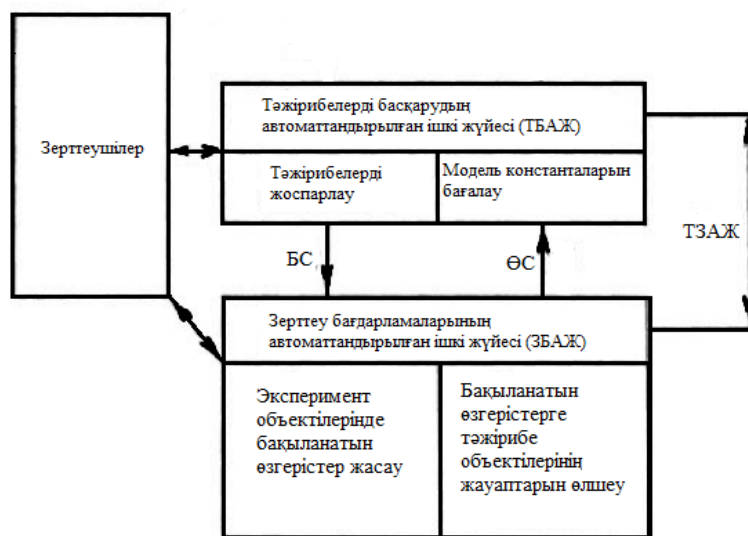 Зерттеушілер
Тәжірибелерді басқарудың
автоматтандырылған ішкі жүйесі (ТБАЖ)
Тәжірибелерді
жоспарлау
Модель константаларын
бағалау
БС
ӨС
ТЗАЖ
Зерттеу бағдарламаларының
автоматтандырылған ішкі жүйесі (ЗБАЖ)
Эксперимент
объектілерінде
бақыланатын
өзгерістер жасау
Бақыланатын
өзгерістерге
тәжірибе
объектілерінің
жауаптарын өлшеу